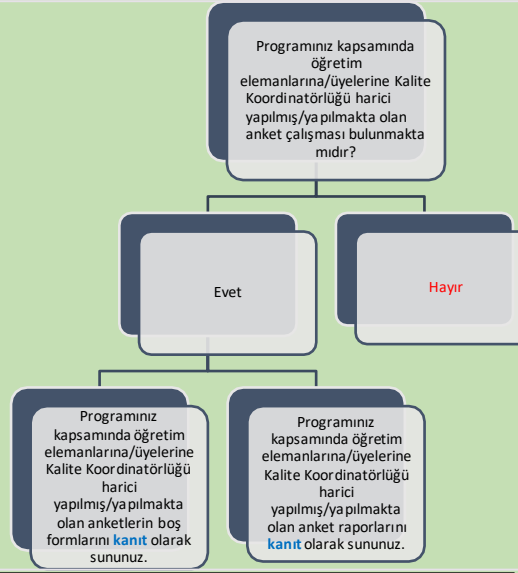 Programınız kapsamında
öğretim
elemanlarına/üyelerine Kalite
Koordinatörlüğü harici
yapılmış/yapılmakta olan
anket çalışması bulunmakta
mıdır?
Evet
Hayır
Programınız
kapsamında öğretim
elemanlarına/üyelerine
Kalite Koordinatörlüğü
harici
yapılmış/yapılmakta
olan anketlerin boş
formlarını kanıt olarak
sununuz.
Programınız
kapsamında öğretim
elemanlarına/üyelerine
Kalite Koordinatörlüğü
harici
yapılmış/yapılmakta
olan anket raporlarını
kanıt olarak sununuz.